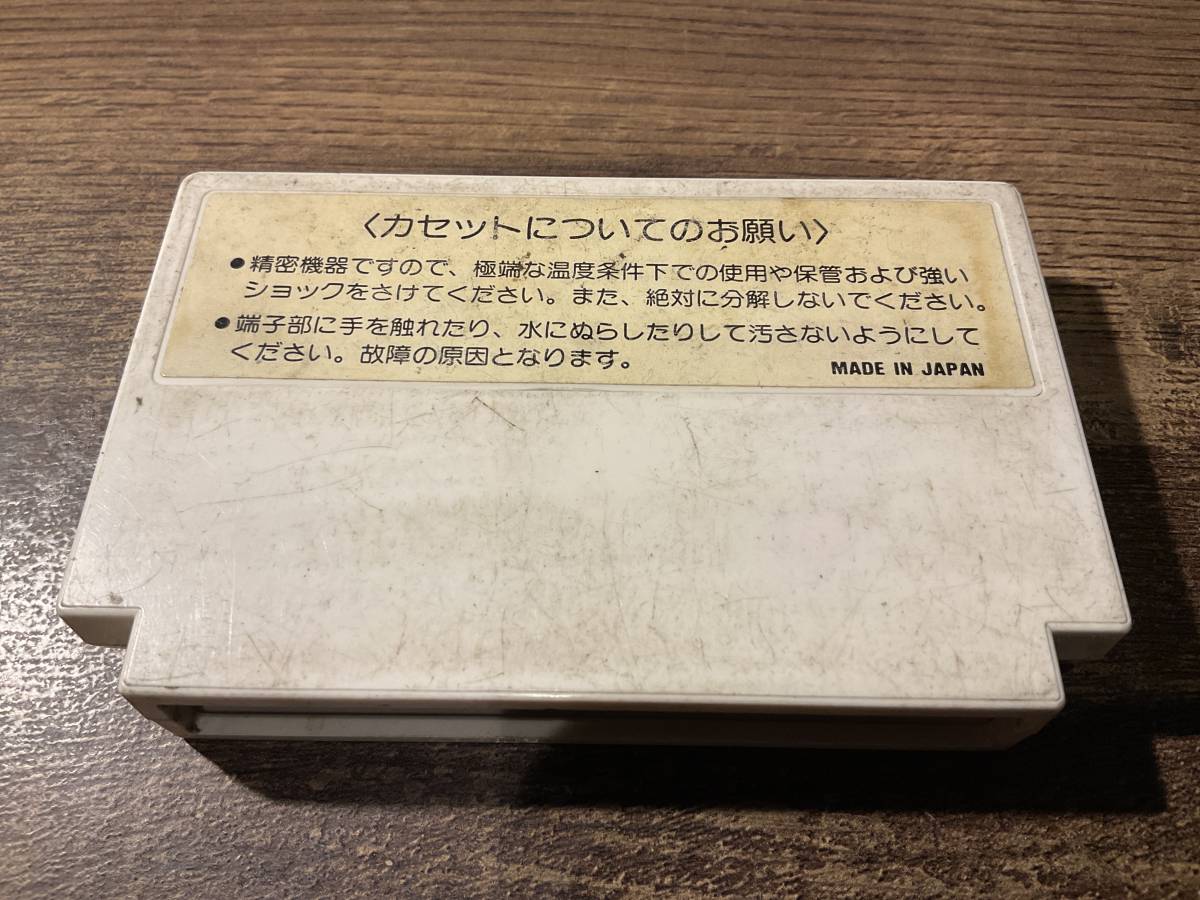 〈カセットについてのお願い〉
●精密機器ですので、極端な温度条件下での使用や保管および強い
ショックをさけてください。また、絶対に分解しないでください。
●端子部に手を触れたり、水にぬらしたりして汚さないようにして
ください。故障の原因となります。
MADE IN JAPAN